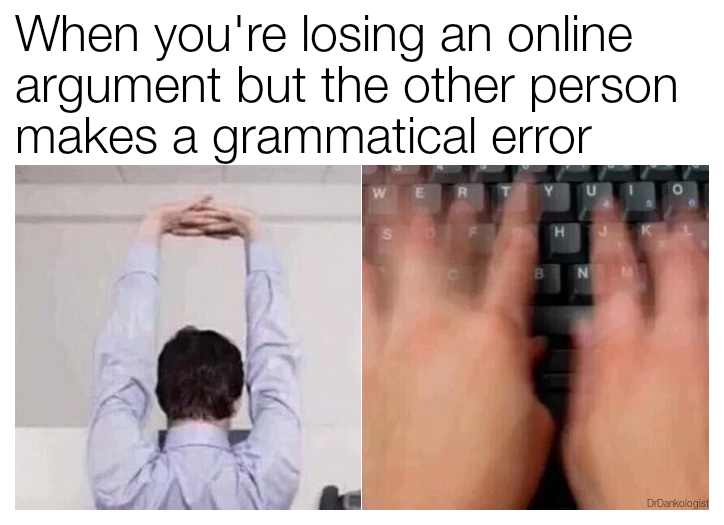 When you're losing an online
argument but the other person
makes a grammatical error
W E R T Y U I O
S D F H J K L
C B N M
DrDankologist